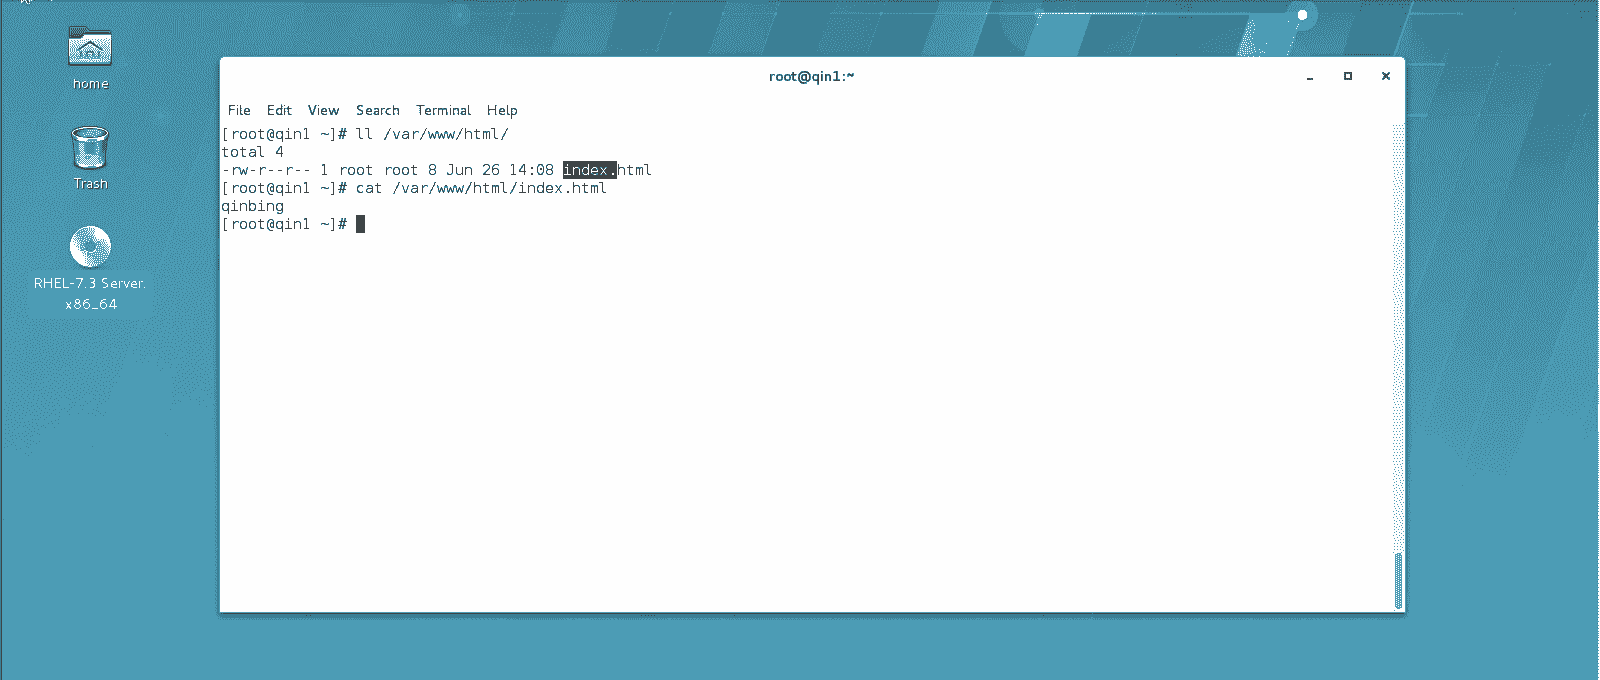 home
Trash
RHEL-7.3 Server.
x86_64
root@qin1:~
File Edit View Search Terminal Help
[root@qin1 ~]# ll /var/www/html/
total 4
-rw-r--r-- 1 root root 8 Jun 26 14:08 index.html
[root@qin1 ~]# cat /var/www/html/index.html
qinbing
[root@qin1 ~]#